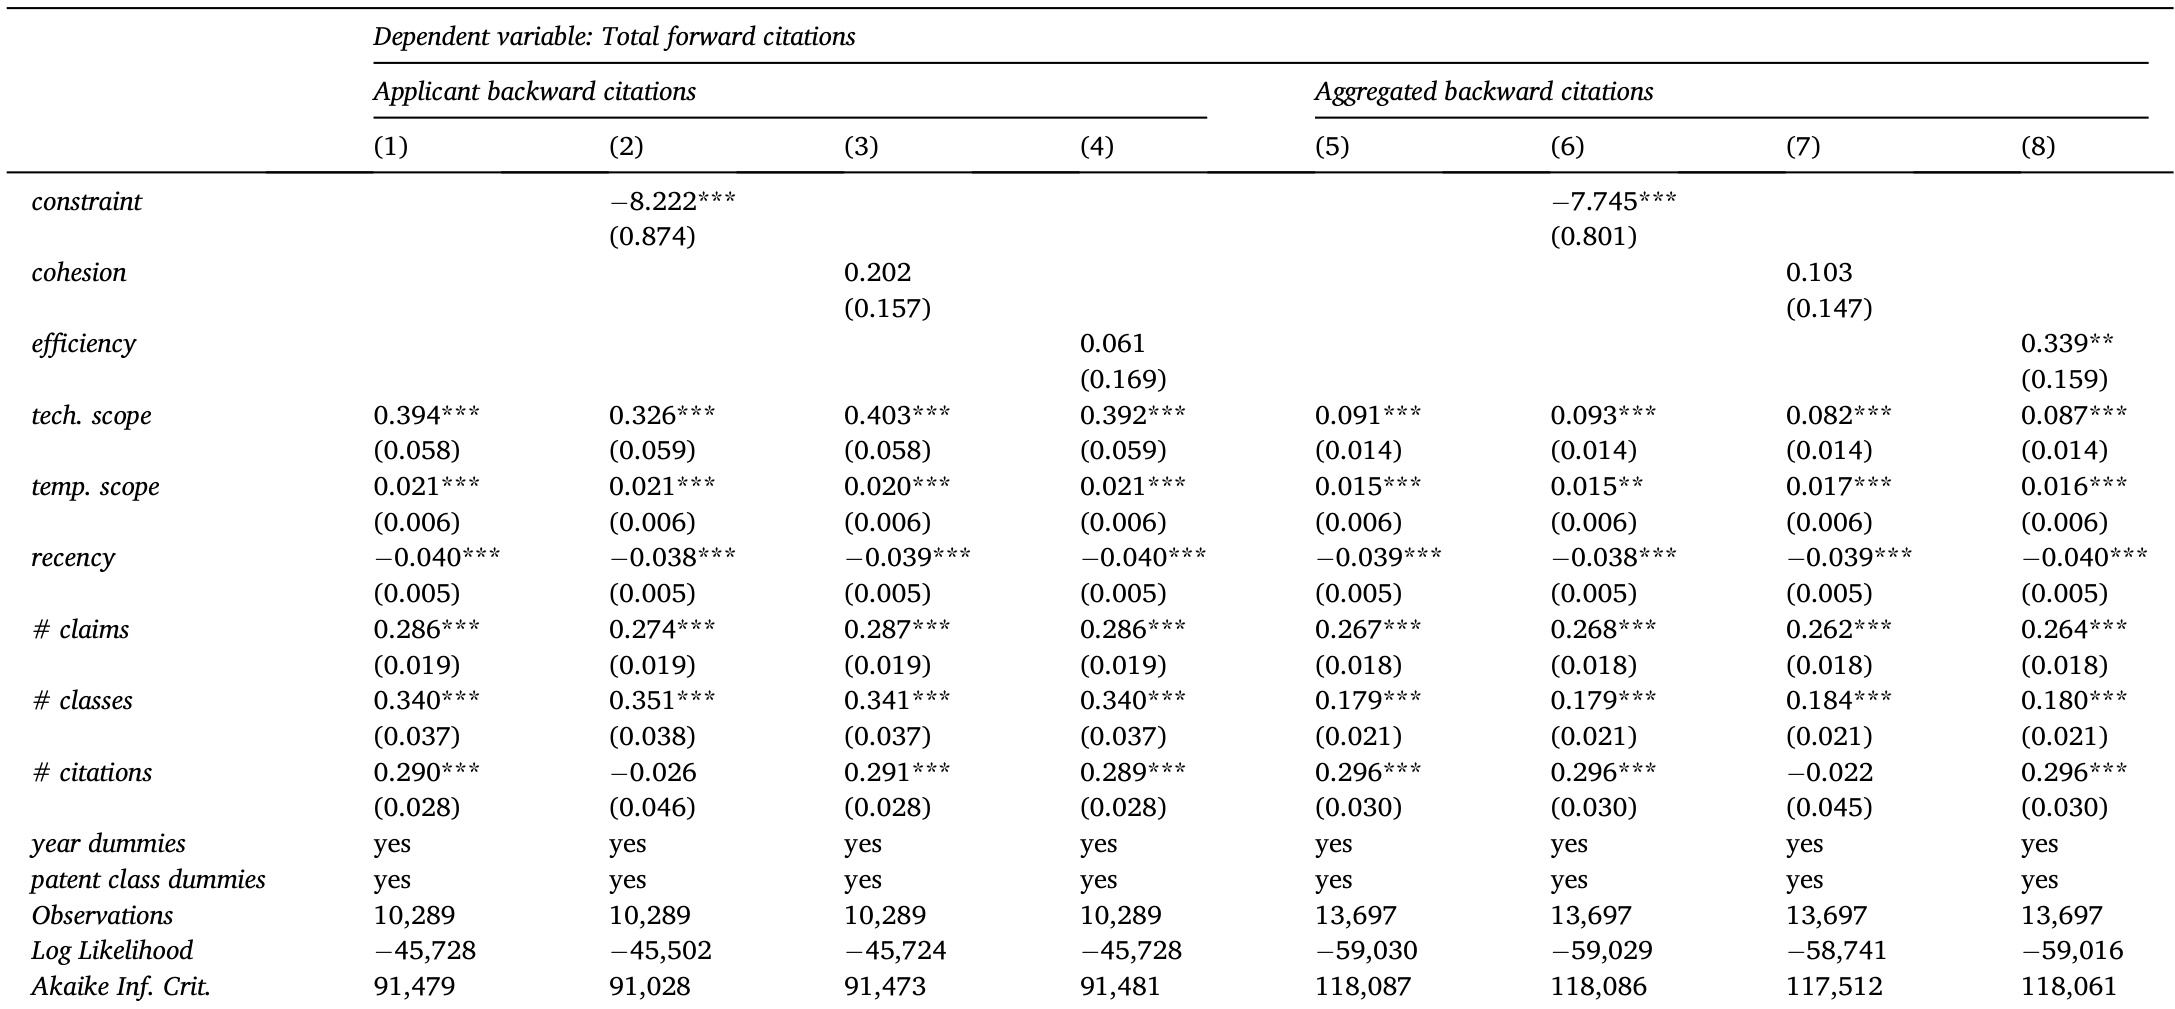 Dependent variable: Total forward citations
Applicant backward citations Aggregated backward citations
(1) (2) (3) (4) (5) (6) (7) (8)
constraint −8.222*** −7.745***
(0.874) (0.801)
cohesion 0.202 0.103
(0.157) (0.147)
efficiency 0.061 0.339**
(0.169) (0.159)
tech. scope 0.394*** 0.326*** 0.403*** 0.392*** 0.091*** 0.093*** 0.082*** 0.087***
(0.058) (0.059) (0.058) (0.059) (0.014) (0.014) (0.014) (0.014)
temp. scope 0.021*** 0.021*** 0.020*** 0.021*** 0.015*** 0.015** 0.017*** 0.016***
(0.006) (0.006) (0.006) (0.006) (0.006) (0.006) (0.006) (0.006)
recency −0.040*** −0.038*** −0.039*** −0.040*** −0.039*** −0.038*** −0.039*** −0.040***
(0.005) (0.005) (0.005) (0.005) (0.005) (0.005) (0.005) (0.005)
# claims 0.286*** 0.274*** 0.287*** 0.286*** 0.267*** 0.268*** 0.262*** 0.264***
(0.019) (0.019) (0.019) (0.019) (0.018) (0.018) (0.018) (0.018)
# classes 0.340*** 0.351*** 0.341*** 0.340*** 0.179*** 0.179*** 0.184*** 0.180***
(0.037) (0.038) (0.037) (0.037) (0.021) (0.021) (0.021) (0.021)
# citations 0.290*** −0.026 0.291*** 0.289*** 0.296*** 0.296*** −0.022 0.296***
(0.028) (0.046) (0.028) (0.028) (0.030) (0.030) (0.045) (0.030)
year dummies yes yes yes yes yes yes yes yes
patent class dummies yes yes yes yes yes yes yes yes
Observations 10,289 10,289 10,289 10,289 13,697 13,697 13,697 13,697
Log Likelihood −45,728 −45,502 −45,724 −45,728 −59,030 −59,029 −58,741 −59,016
Akaike Inf. Crit. 91,479 91,028 91,473 91,481 118,087 118,086 117,512 118,061